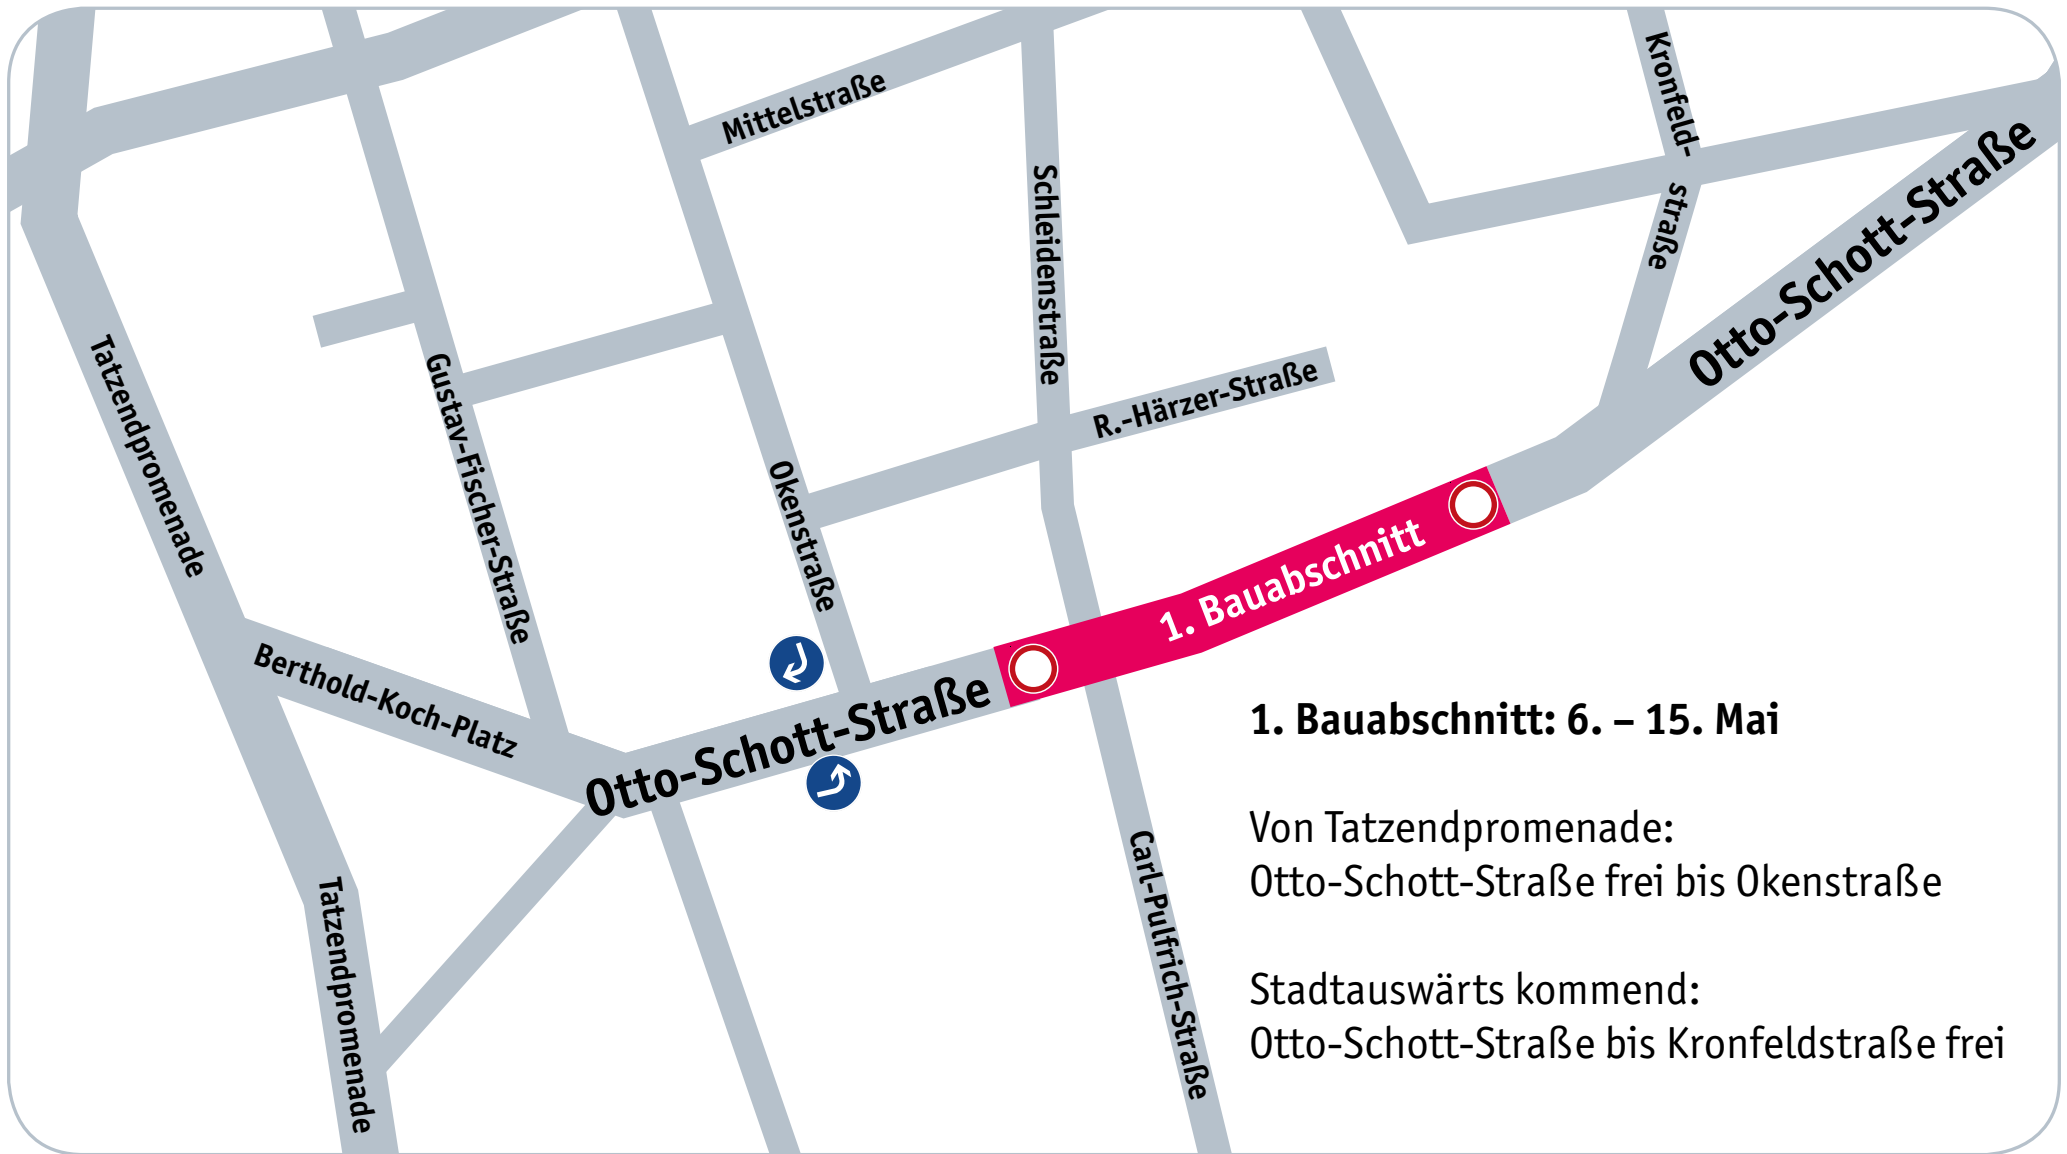 Kronfeld-
straße
Mittelstraße
Otto-Schott-Straße
Schleidenstraße
Tatzendpromenade
Gustav-Fischer-Straße
R.-Härzer-Straße
Okenstraße
1. Bauabschnitt
Berthold-Koch-Platz
Otto-Schott-Straße
Carl-Pulfrich-Straße
Tatzendpromenade
1. Bauabschnitt: 6. – 15. Mai
Von Tatzendpromenade:
Otto-Schott-Straße frei bis Okenstraße
Stadtauswärts kommend:
Otto-Schott-Straße bis Kronfeldstraße frei